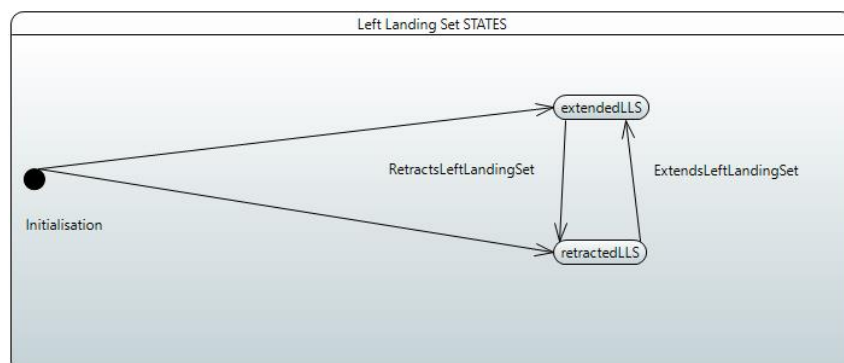 Left Landing Set STATES
extendedLLS
RetractsLeftLandingSet
ExtendsLeftLandingSet
Initialisation
retractedLLS